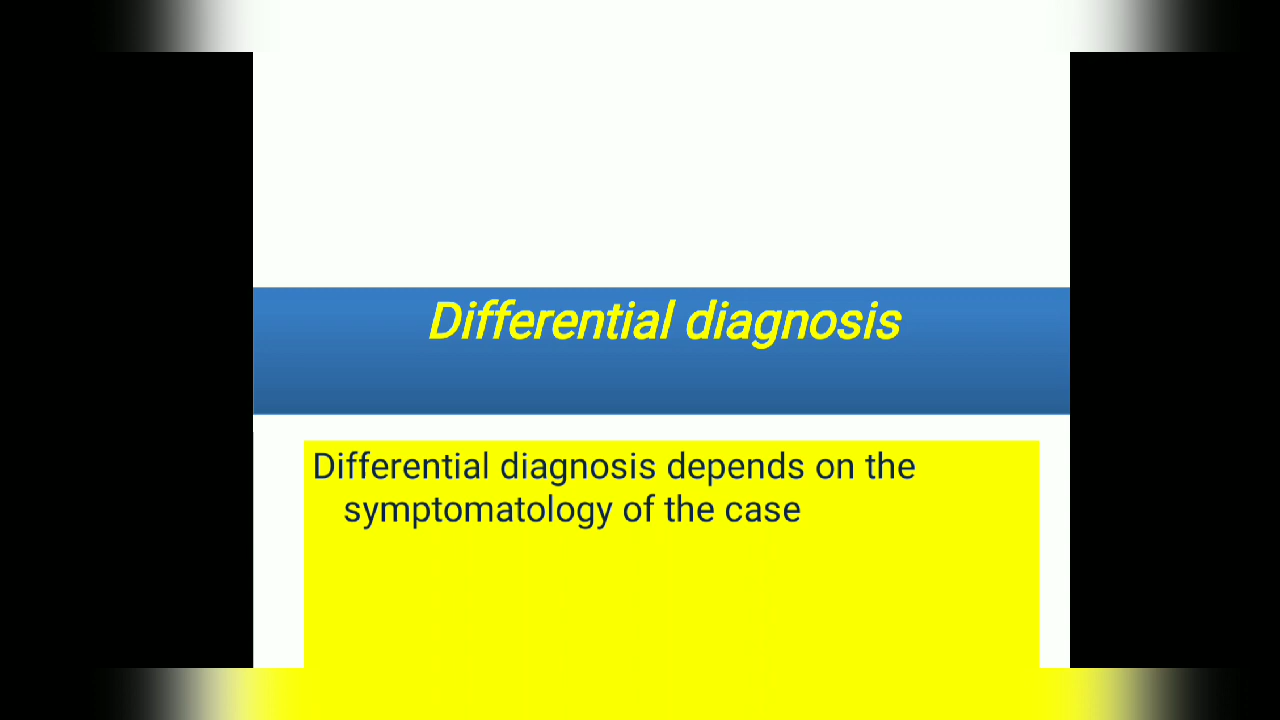 Differential diagnosis
Differential diagnosis depends on the
symptomatology of the case